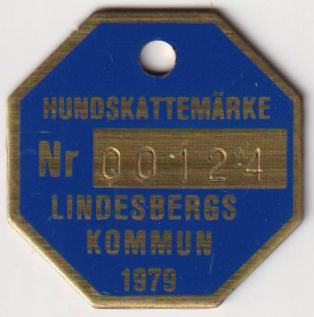 HUNDSKATTEMÄRKE
Nr 00124
LINDESBERGS
KOMMUN
1979